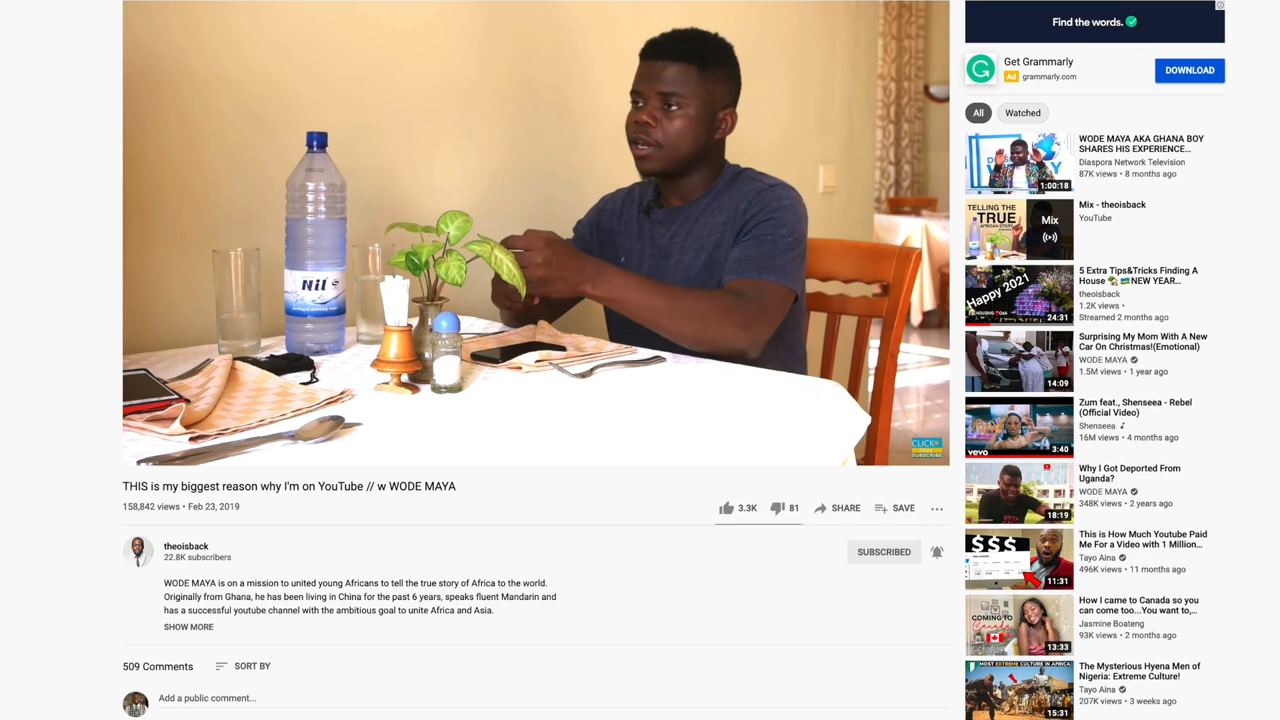 Nil
CLICK
SUBSCRIBE
THIS is my biggest reason why I'm on YouTube // w WODE MAYA
158,842 views • Feb 23, 2019
3.3K 81 SHARE SAVE
theoisback
22.8K subscribers
SUBSCRIBED
WODE MAYA is on a mission to united young Africans to tell the true story of Africa to the world.
Originally from Ghana, he has been living in China for the past 6 years, speaks fluent Mandarin and
has a successful youtube channel with the ambitious goal to unite Africa and Asia.
SHOW MORE
509 Comments SORT BY
Add a public comment...
Find the words.
Get Grammarly
Ad grammarly.com
DOWNLOAD
All Watched
1:00:18
WODE MAYA AKA GHANA BOY
SHARES HIS EXPERIENCE...
Diaspora Network Television
87K views • 8 months ago
TELLING THE
TRUE
Mix
Mix - theoisback
YouTube
Happy 2021
24:31
5 Extra Tips&Tricks Finding A
House NEW YEAR...
theoisback
1.2K views •
Streamed 2 months ago
14:09
Surprising My Mom With A New
Car On Christmas!(Emotional)
WODE MAYA
1.5M views • 1 year ago
vevo
3:40
Zum feat., Shenseea - Rebel
(Official Video)
Shenseea
16M views • 4 months ago
18:19
Why I Got Deported From
Uganda?
WODE MAYA
348K views • 2 years ago
$$$
11:31
This is How Much Youtube Paid
Me For a Video with 1 Million...
Tayo Aina
496K views • 11 months ago
COMING TO
Canada
13:33
How I came to Canada so you
can come too...You want to,...
Jasmine Boateng
93K views • 2 months ago
MOST EXTREME CULTURE IN AFRICA
15:31
The Mysterious Hyena Men of
Nigeria: Extreme Culture!
Tayo Aina
207K views • 3 weeks ago